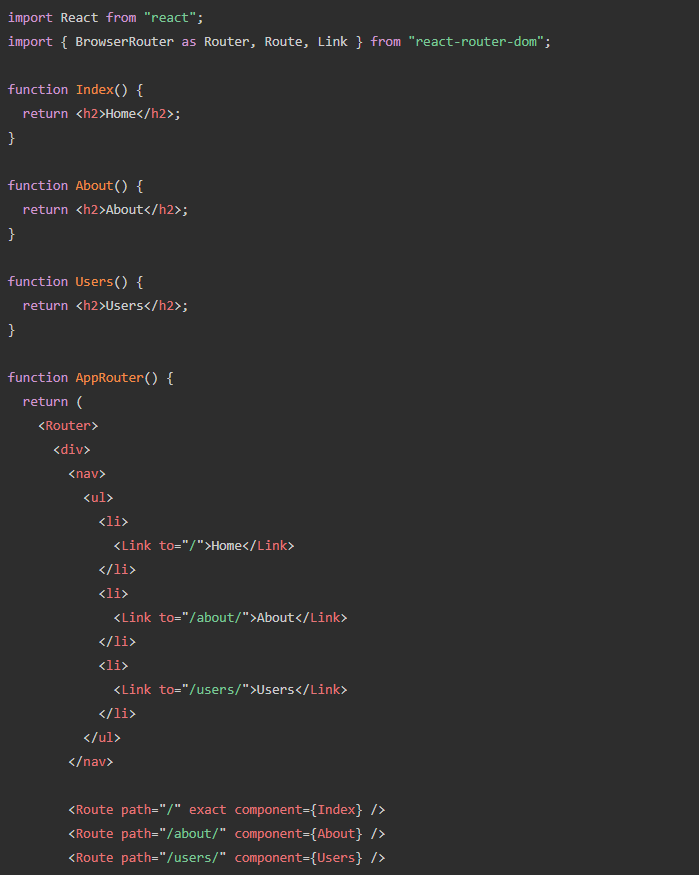 import React from "react";
import { BrowserRouter as Router, Route, Link } from "react-router-dom";

function Index() {
  return <h2>Home</h2>;
}

function About() {
  return <h2>About</h2>;
}

function Users() {
  return <h2>Users</h2>;
}

function AppRouter() {
  return (
    <Router>
      <div>
        <nav>
          <ul>
            <li>
              <Link to="/">Home</Link>
            </li>
            <li>
              <Link to="/about/">About</Link>
            </li>
            <li>
              <Link to="/users/">Users</Link>
            </li>
          </ul>
        </nav>

        <Route path="/" exact component={Index} />
        <Route path="/about/" component={About} />
        <Route path="/users/" component={Users} />